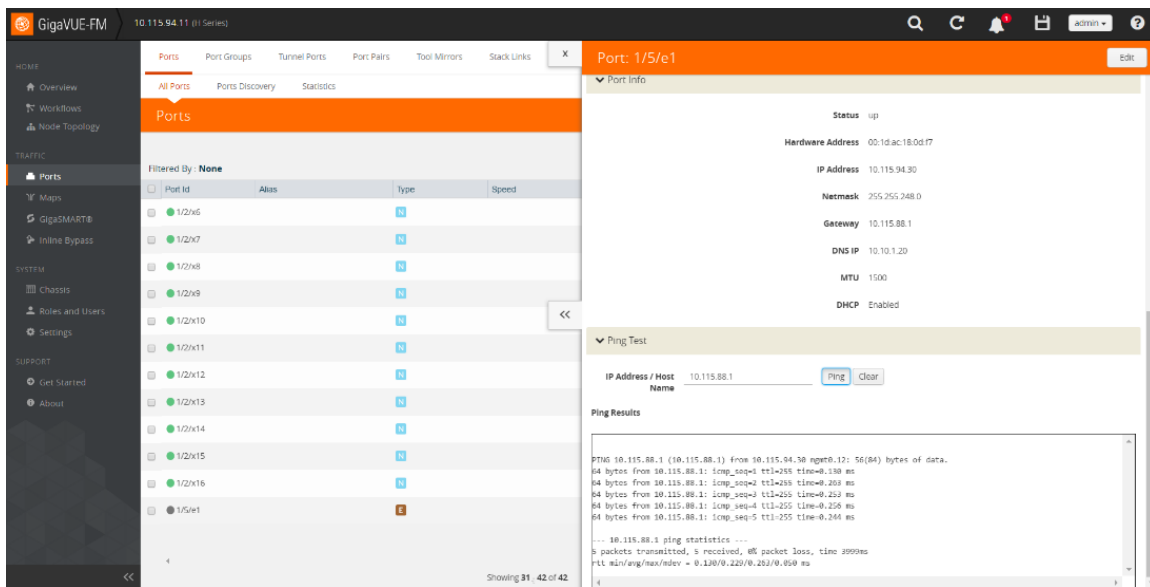 GigaVUE-FM
10.115.94.11 (H Series)
admin
HOME
Overview
Workflows
Node Topology
TRAFFIC
Ports
Maps
GigaSMART®
Inline Bypass
SYSTEM
Chassis
Roles and Users
Settings
SUPPORT
Get Started
About
Ports Port Groups Tunnel Ports Port Pairs Tool Mirrors Stack Links X
All Ports Ports Discovery Statistics
Ports
Filtered By : None
Port Id Alias Type Speed
1/2/x6 N
1/2/x7 N
1/2/x8 N
1/2/x9 N
1/2/x10 N
1/2/x11 N
1/2/x12 N
1/2/x13 N
1/2/x14 N
1/2/x15 N
1/2/x16 N
1/5/e1 E
Showing 31 - 42 of 42
Port: 1/5/e1 Edit
Port Info
Status up
Hardware Address 00:1d:ac:18:0d:f7
IP Address 10.115.94.30
Netmask 255.255.248.0
Gateway 10.115.88.1
DNS IP 10.10.1.20
MTU 1500
DHCP Enabled
Ping Test
IP Address / Host Name 10.115.88.1 Ping Clear
Ping Results
PING 10.115.88.1 (10.115.88.1) from 10.115.94.30 mgmt0.12: 56(84) bytes of data.
64 bytes from 10.115.88.1: icmp_seq=1 ttl=255 time=0.130 ms
64 bytes from 10.115.88.1: icmp_seq=2 ttl=255 time=0.263 ms
64 bytes from 10.115.88.1: icmp_seq=3 ttl=255 time=0.253 ms
64 bytes from 10.115.88.1: icmp_seq=4 ttl=255 time=0.256 ms
64 bytes from 10.115.88.1: icmp_seq=5 ttl=255 time=0.244 ms
--- 10.115.88.1 ping statistics ---
5 packets transmitted, 5 received, 0% packet loss, time 3999ms
rtt min/avg/max/mdev = 0.130/0.229/0.263/0.050 ms